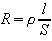 R = ρ l/S